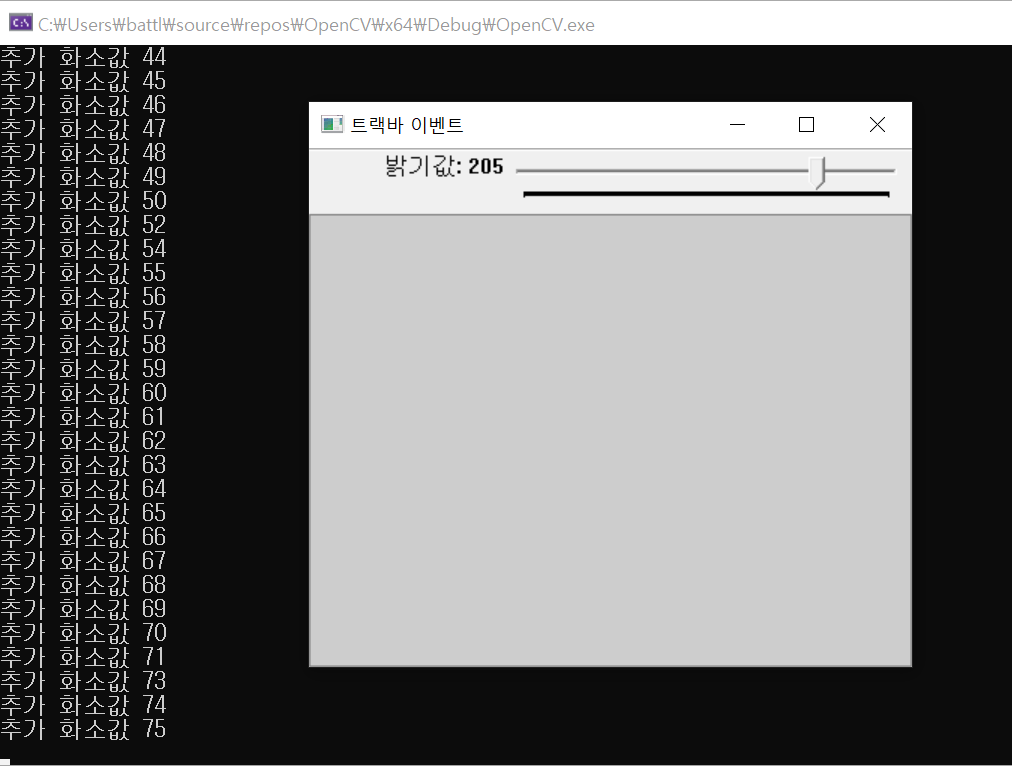 C:\Users\battl\source\repos\OpenCV\x64\Debug\OpenCV.exe
추가 화소값 44
추가 화소값 45
추가 화소값 46
추가 화소값 47
추가 화소값 48
추가 화소값 49
추가 화소값 50
추가 화소값 52
추가 화소값 54
추가 화소값 55
추가 화소값 56
추가 화소값 57
추가 화소값 58
추가 화소값 59
추가 화소값 60
추가 화소값 61
추가 화소값 62
추가 화소값 63
추가 화소값 64
추가 화소값 65
추가 화소값 66
추가 화소값 67
추가 화소값 68
추가 화소값 69
추가 화소값 70
추가 화소값 71
추가 화소값 73
추가 화소값 74
추가 화소값 75
트랙바 이벤트
밝기값: 205